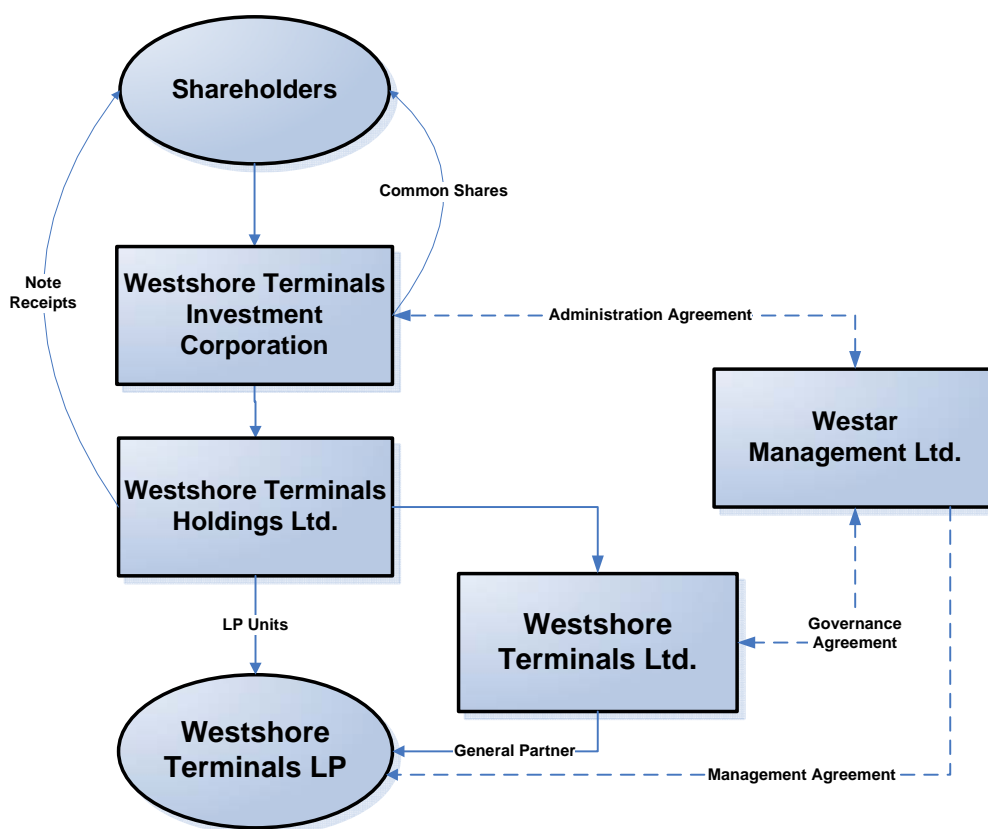 Shareholders
Common Shares
Note
Receipts
Westshore Terminals
Investment
Corporation
Administration Agreement
Westar
Management Ltd.
Westshore Terminals
Holdings Ltd.
LP Units
Westshore
Terminals Ltd.
Governance
Agreement
Westshore
Terminals LP
General Partner
Management Agreement